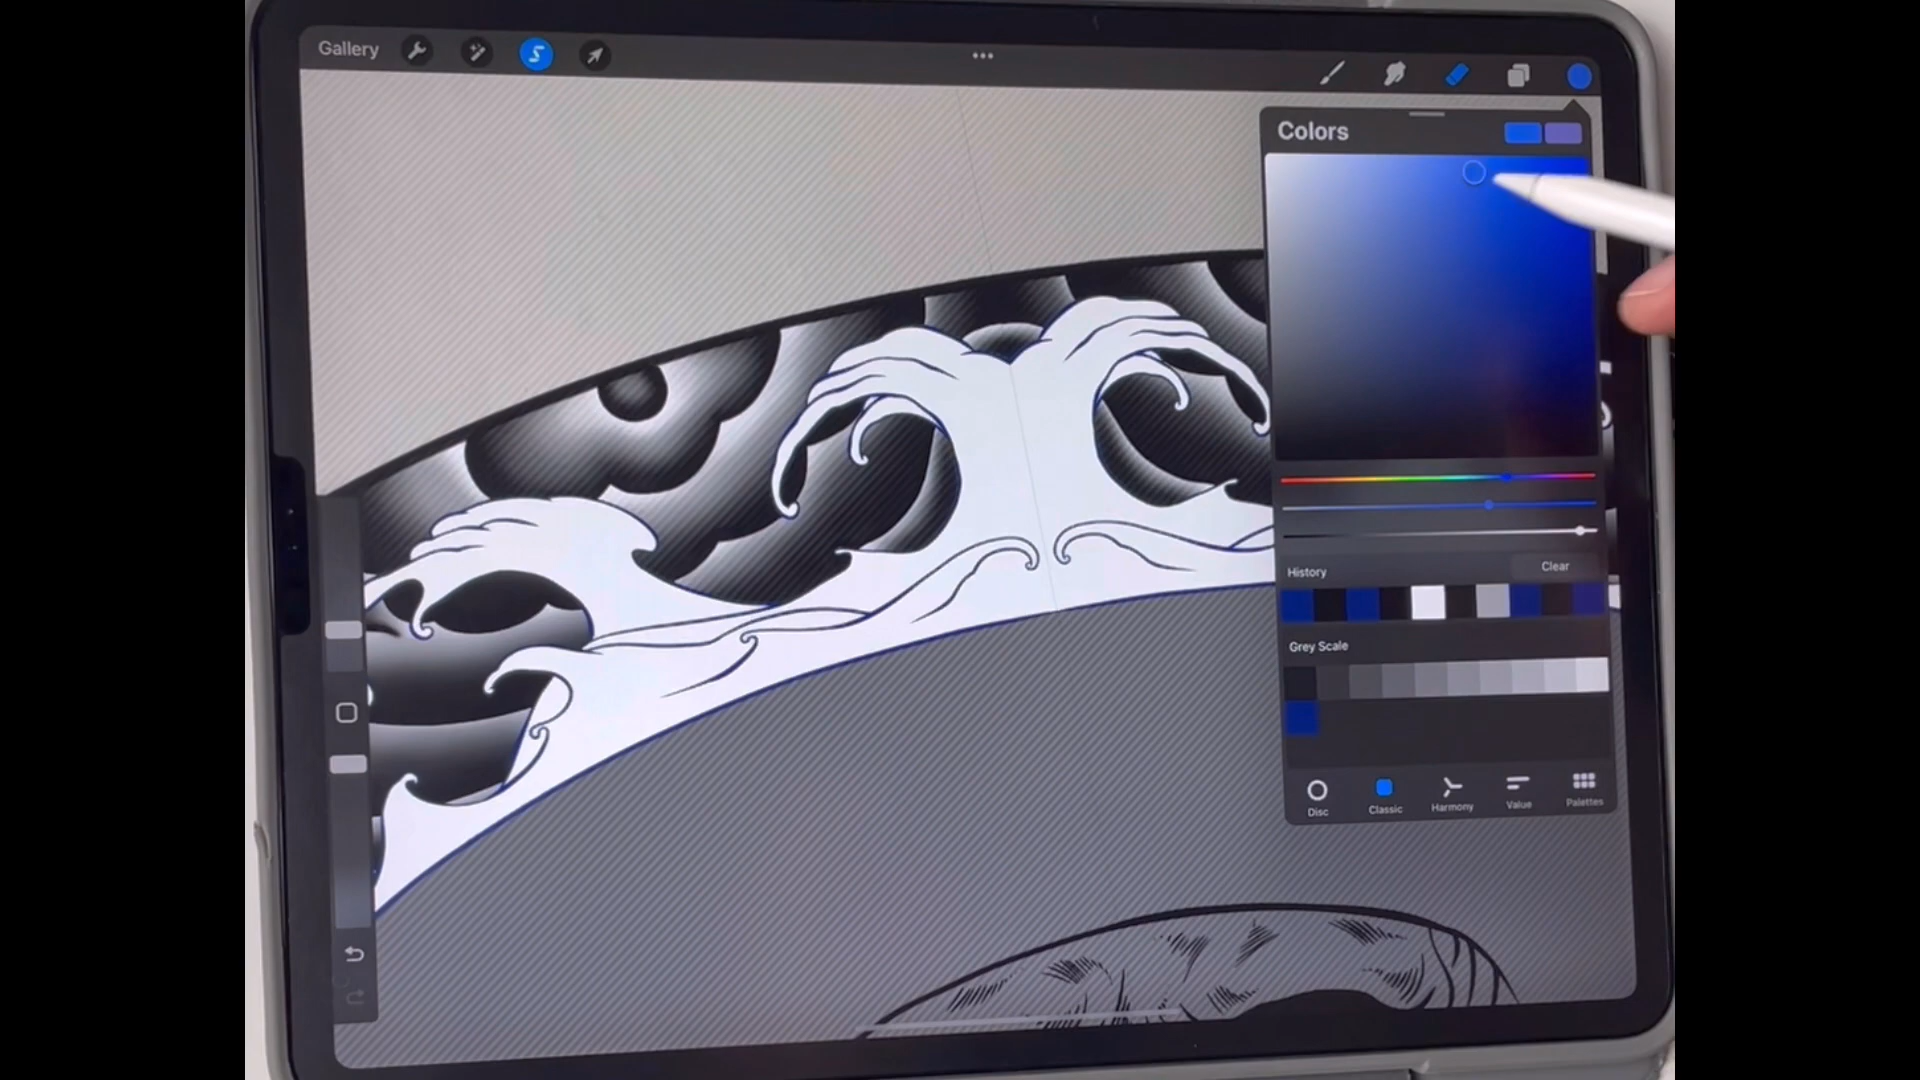 Gallery
Colors
History
Clear
Grey Scale
Disc
Classic
Harmony
Value
Palettes